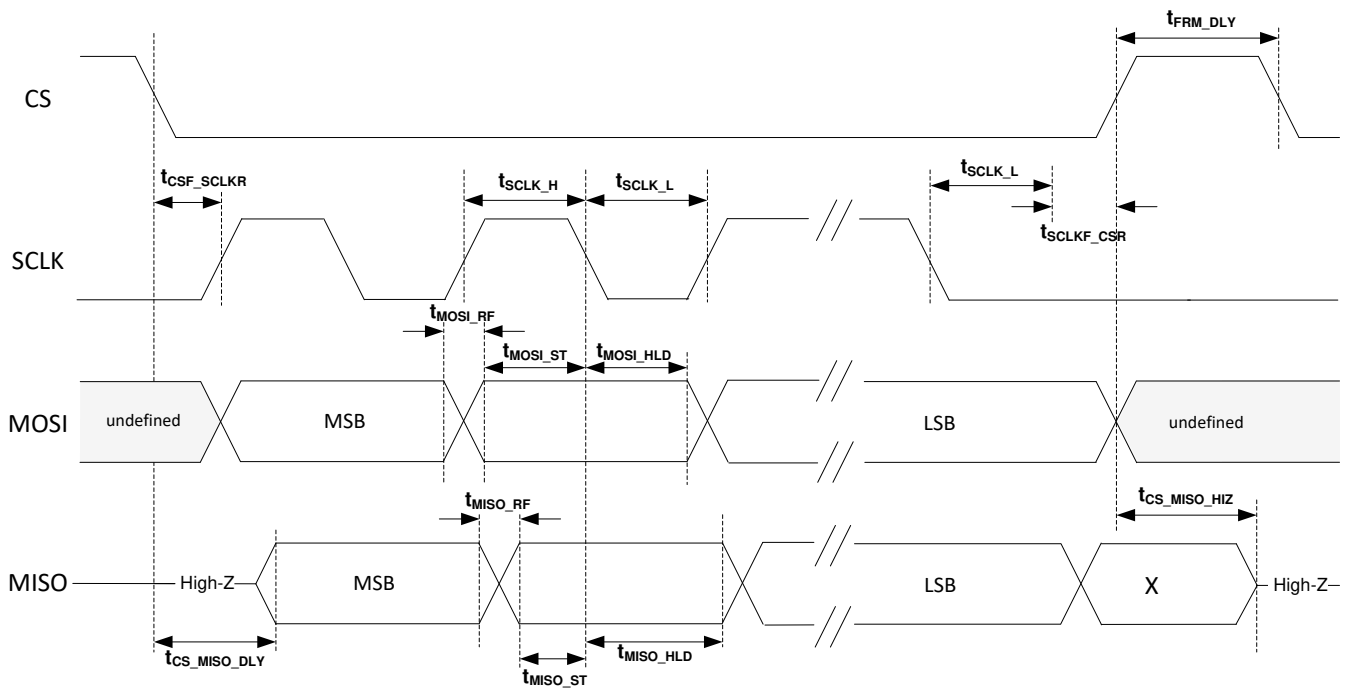 tFRM_DLY
CS
tCSF_SCLKR
tSCLK_H
tSCLK_L
tSCLK_L
tSCLKF_CSR
SCLK
tMOSI_RF
tMOSI_ST
tMOSI_HLD
MOSI
undefined
MSB
LSB
undefined
tMISO_RF
tCS_MISO_HIZ
MISO
High-Z
MSB
LSB
X
High-Z
tCS_MISO_DLY
tMISO_ST
tMISO_HLD